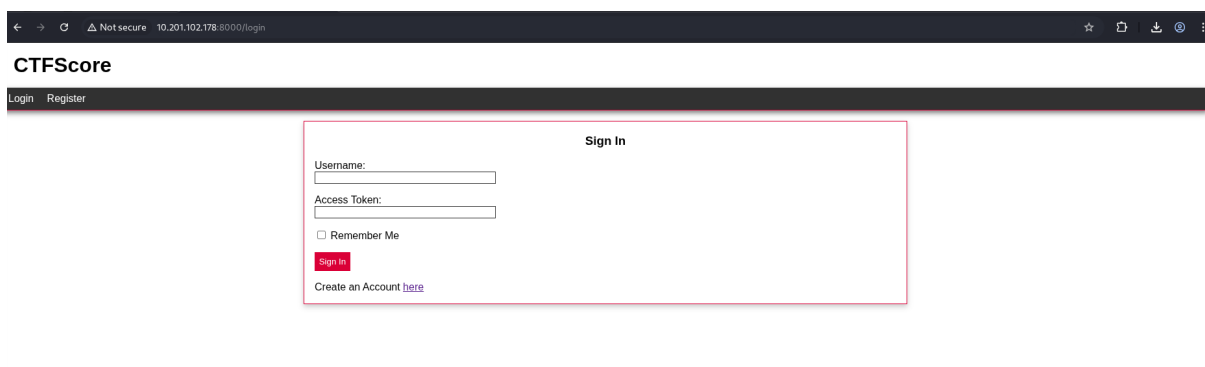 Not secure 10.201.102.178:8000/login
CTFScore
Login Register
Sign In
Username:
Access Token:
Remember Me
Sign In
Create an Account here